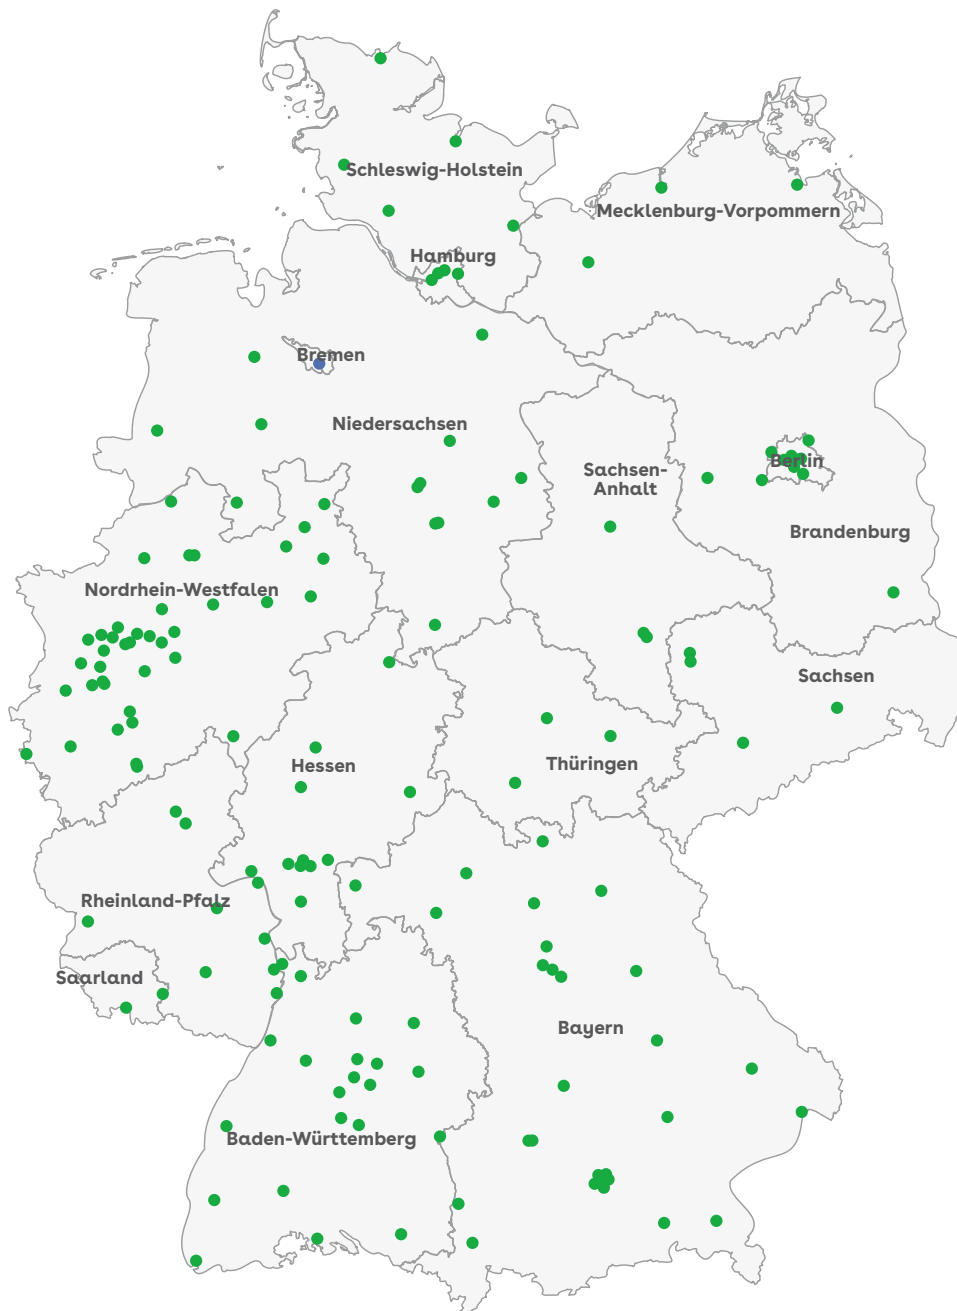 Schleswig-Holstein
Mecklenburg-Vorpommern
Hamburg
Bremen
Niedersachsen
Sachsen-
Anhalt
Berlin
Brandenburg
Nordrhein-Westfalen
Sachsen
Hessen
Thüringen
Rheinland-Pfalz
Saarland
Bayern
Baden-Württemberg